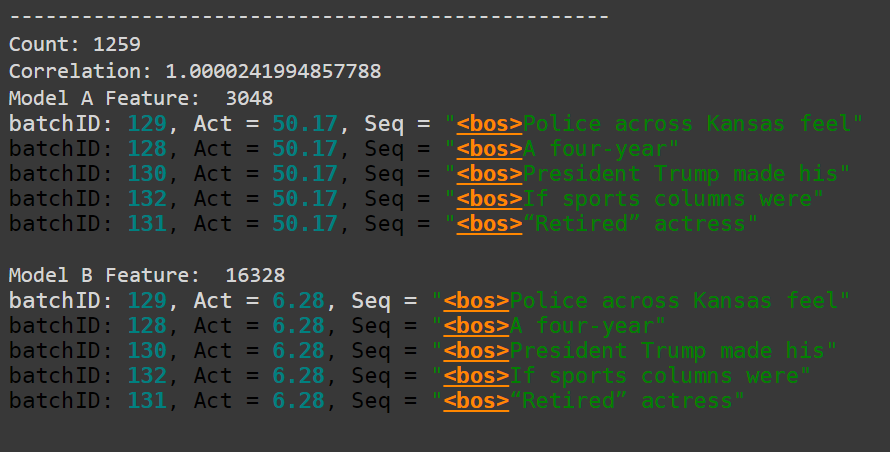 --------------------------------------------------
Count: 1259
Correlation: 1.0000241994857788
Model A Feature:  3048
batchID: 129, Act = 50.17, Seq = "<bos>Police across Kansas feel"
batchID: 128, Act = 50.17, Seq = "<bos>A four-year"
batchID: 130, Act = 50.17, Seq = "<bos>President Trump made his"
batchID: 132, Act = 50.17, Seq = "<bos>If sports columns were"
batchID: 131, Act = 50.17, Seq = "<bos>“Retired” actress"
Model B Feature:  16328
batchID: 129, Act = 6.28, Seq = "<bos>Police across Kansas feel"
batchID: 128, Act = 6.28, Seq = "<bos>A four-year"
batchID: 130, Act = 6.28, Seq = "<bos>President Trump made his"
batchID: 132, Act = 6.28, Seq = "<bos>If sports columns were"
batchID: 131, Act = 6.28, Seq = "<bos>“Retired” actress"